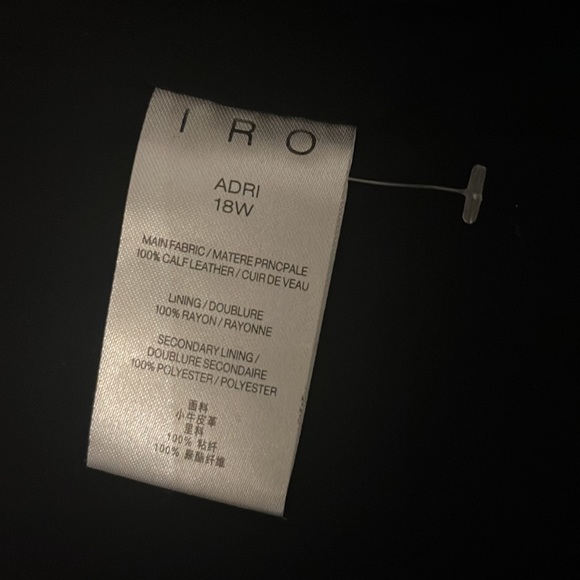 IRO
ADRI
18W
MAIN FABRIC / MATERE PRNCPALE
100% CALF LEATHER / CUIR DE VEAU
LINING / DOUBLURE
100% RAYON / RAYONNE
SECONDARY LINING /
DOUBLURE SECONDAIRE
100% POLYESTER / POLYESTER
面料
小牛皮革
里料
100% 粘纤
100% 聚酯纤维